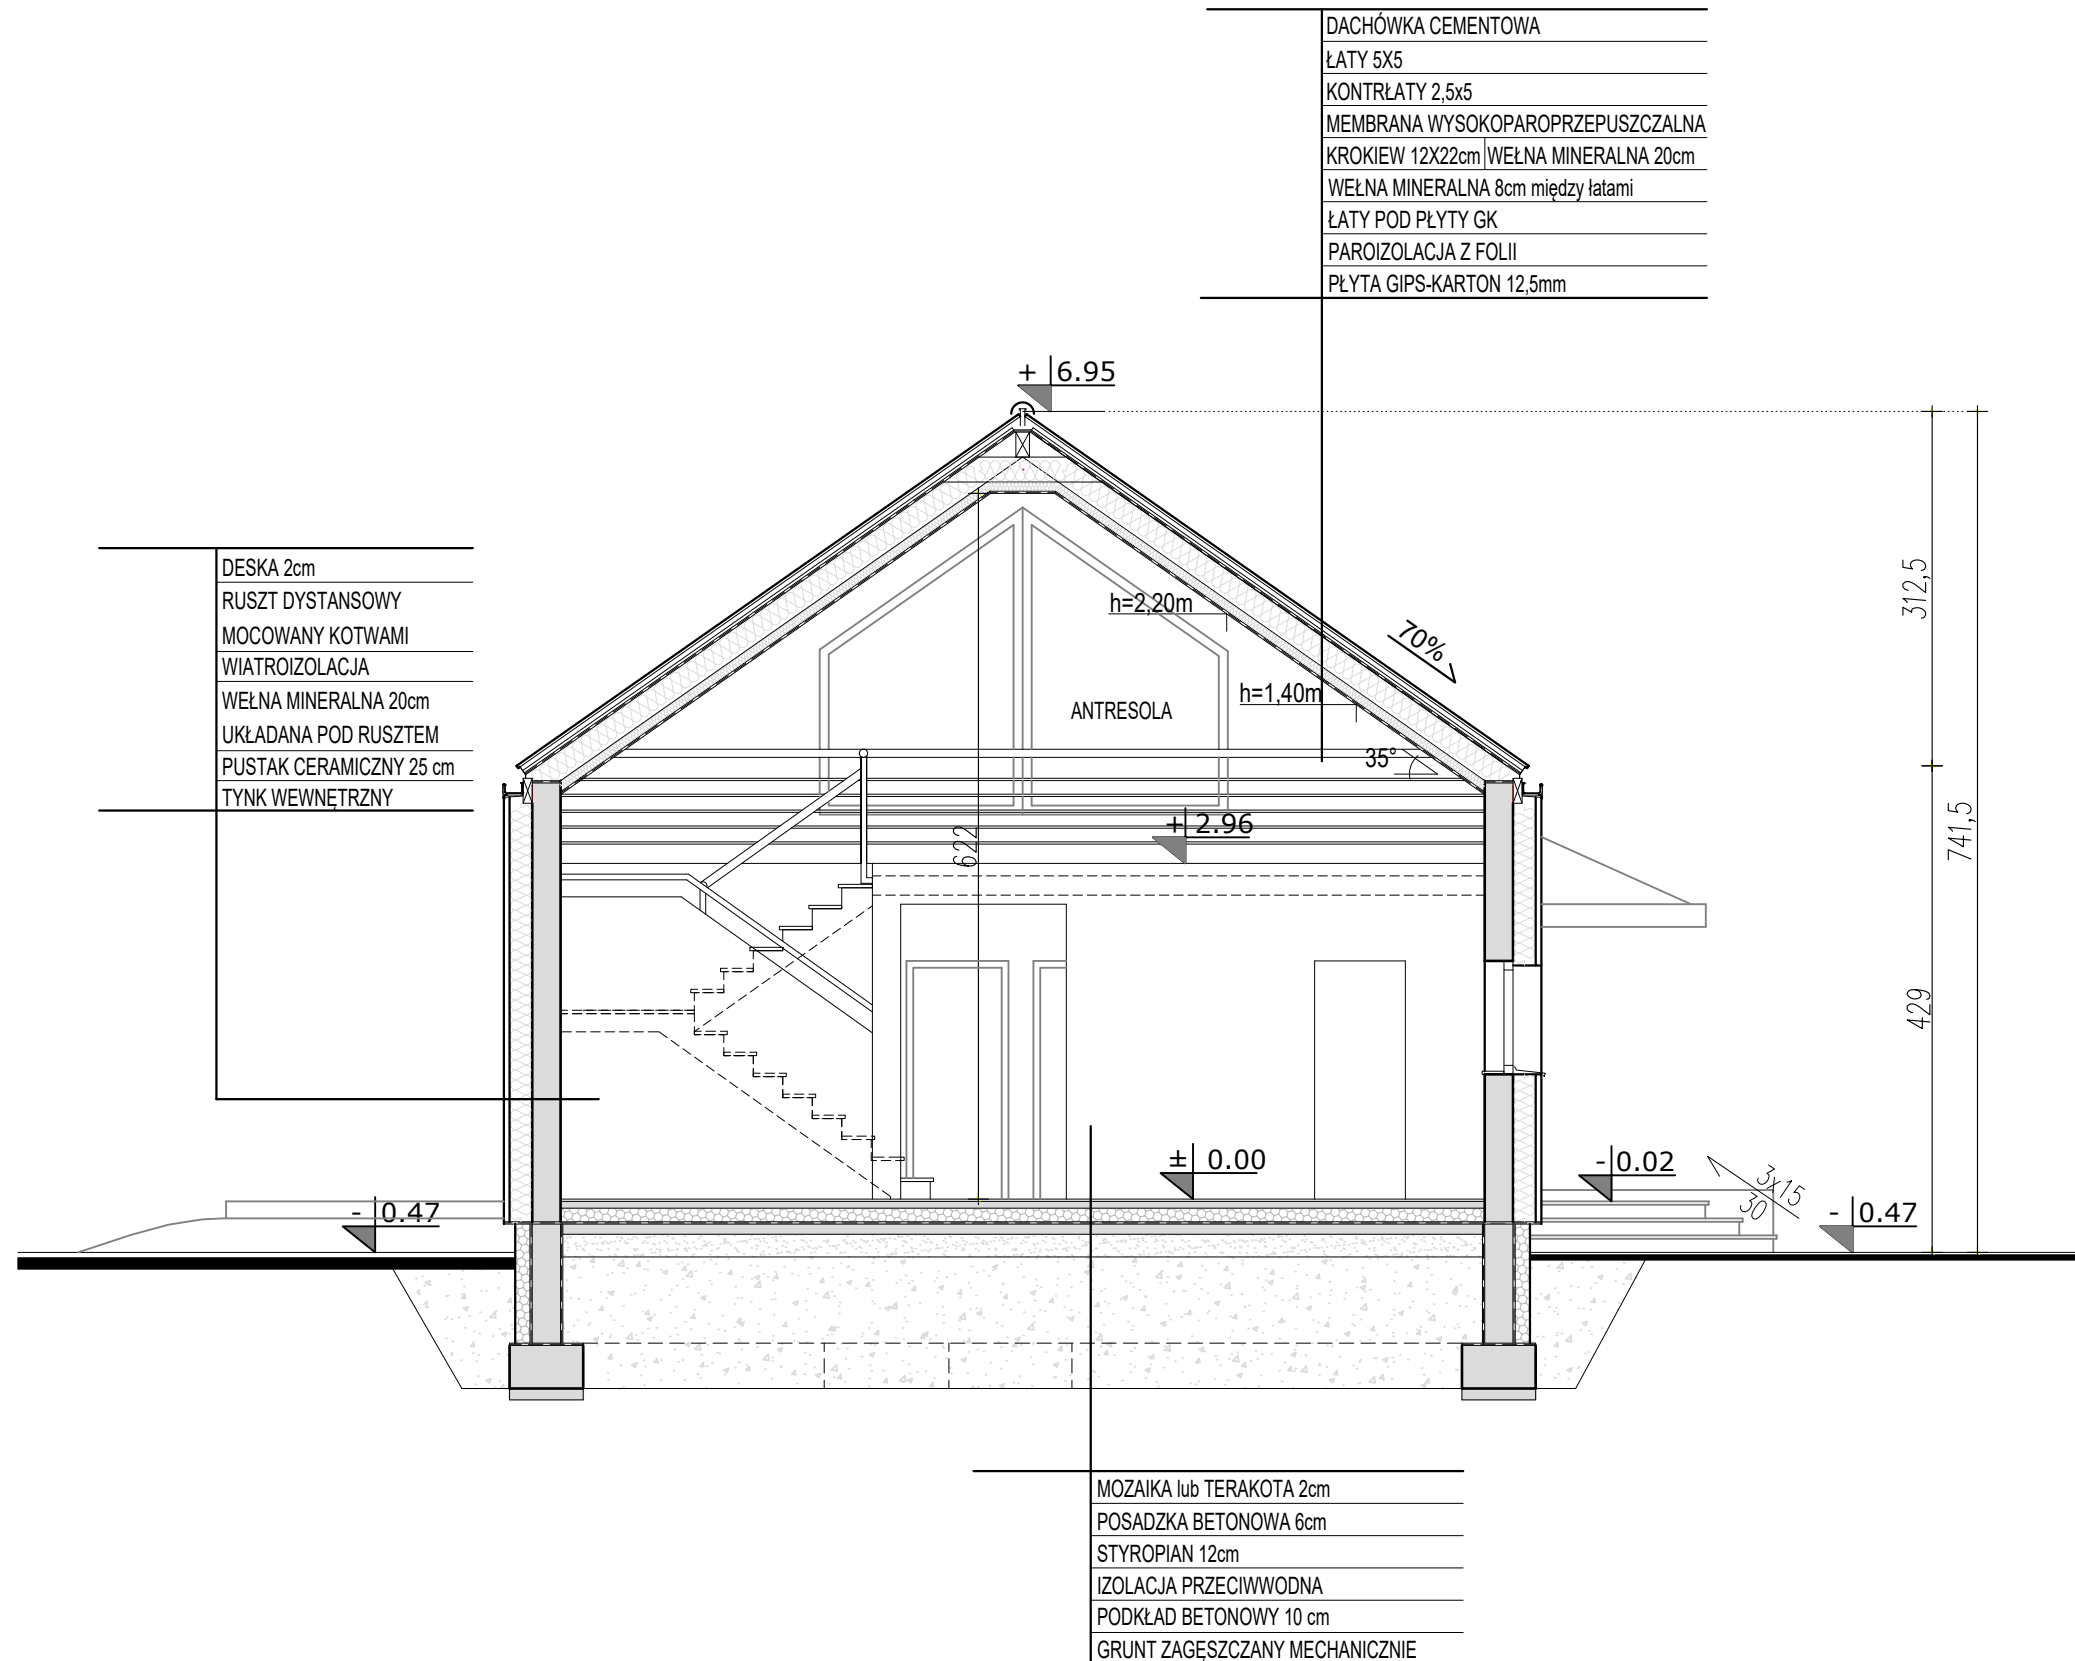 DACHÓWKA CEMENTOWA
ŁATY 5X5
KONTRŁATY 2,5x5
MEMBRANA WYSOKOPAROPRZEPUSZCZALNA
KROKIEW 12X22cm WEŁNA MINERALNA 20cm
WEŁNA MINERALNA 8cm między łatami
ŁATY POD PŁYTY GK
PAROIZOLACJA Z FOLII
PŁYTA GIPS-KARTON 12,5mm
+ 6.95
DESKA 2cm
RUSZT DYSTANSOWY
MOCOWANY KOTWAMI
WIATROIZOLACJA
WEŁNA MINERALNA 20cm
UKŁADANA POD RUSZTEM
PUSTAK CERAMICZNY 25 cm
TYNK WEWNĘTRZNY
h=2,20m
70%
h=1,40m
ANTRESOLA
35°
312,5
741,5
429
+ 2.96
622
± 0.00
- 0.02
3x15
30
- 0.47
- 0.47
MOZAIKA lub TERAKOTA 2cm
POSADZKA BETONOWA 6cm
STYROPIAN 12cm
IZOLACJA PRZECIWWODNA
PODKŁAD BETONOWY 10 cm
GRUNT ZAGĘSZCZANY MECHANICZNIE